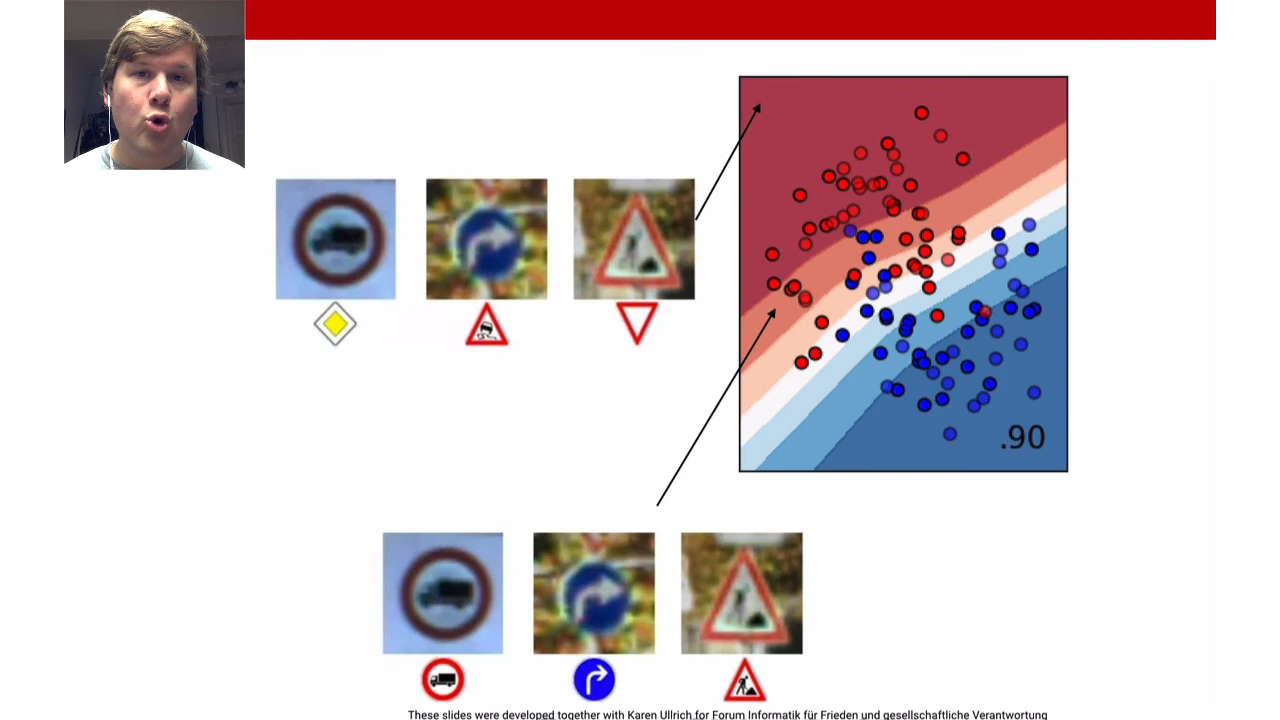 .90
These slides were developed together with Karen Ullrich for Forum Informatik für Frieden und gesellschaftliche Verantwortung